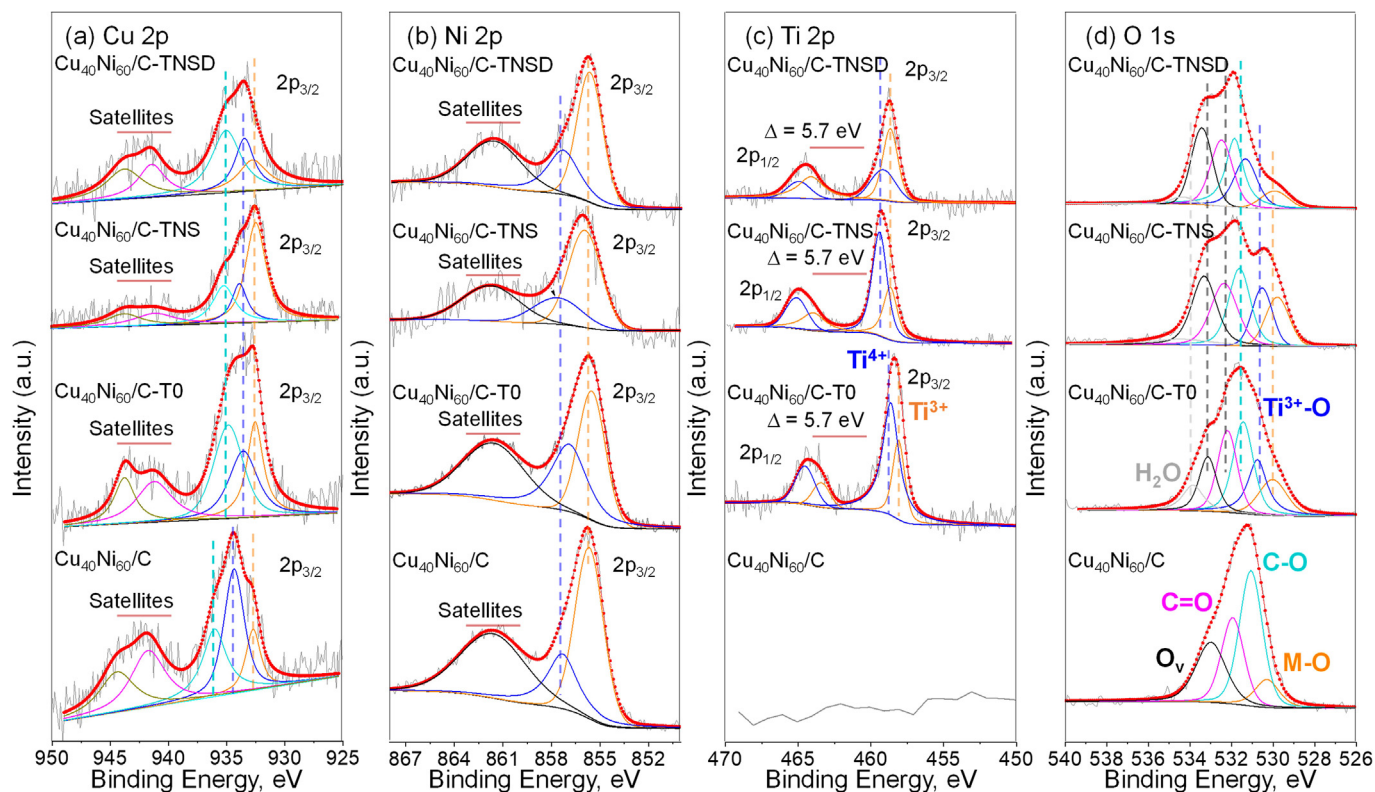 (a) Cu 2p
Cu₄₀Ni₆₀/C-TNSD
2p₃/₂
Satellites
Cu₄₀Ni₆₀/C-TNS
2p₃/₂
Satellites
Cu₄₀Ni₆₀/C-T0
2p₃/₂
Satellites
Cu₄₀Ni₆₀/C
2p₃/₂
Satellites
Intensity (a.u.)
950 945 940 935 930 925
Binding Energy, eV
(b) Ni 2p
Cu₄₀Ni₆₀/C-TNSD
2p₃/₂
Satellites
Cu₄₀Ni₆₀/C-TNS
2p₃/₂
Satellites
Cu₄₀Ni₆₀/C-T0
2p₃/₂
Satellites
Cu₄₀Ni₆₀/C
2p₃/₂
Satellites
Intensity (a.u.)
867 864 861 858 855 852
Binding Energy, eV
(c) Ti 2p
Cu₄₀Ni₆₀/C-TNSD
2p₃/₂
Δ = 5.7 eV
2p₁/₂
Cu₄₀Ni₆₀/C-TNS
2p₃/₂
Δ = 5.7 eV
2p₁/₂
Ti⁴⁺
Cu₄₀Ni₆₀/C-T0
2p₃/₂
Ti³⁺
Δ = 5.7 eV
2p₁/₂
Cu₄₀Ni₆₀/C
Intensity (a.u.)
470 465 460 455 450
Binding Energy, eV
(d) O 1s
Cu₄₀Ni₆₀/C-TNSD
Cu₄₀Ni₆₀/C-TNS
Cu₄₀Ni₆₀/C-T0
Ti³⁺-O
H₂O
Cu₄₀Ni₆₀/C
C-O
C=O
Oᵥ
M-O
Intensity (a.u.)
540 538 536 534 532 530 528 526
Binding Energy, eV